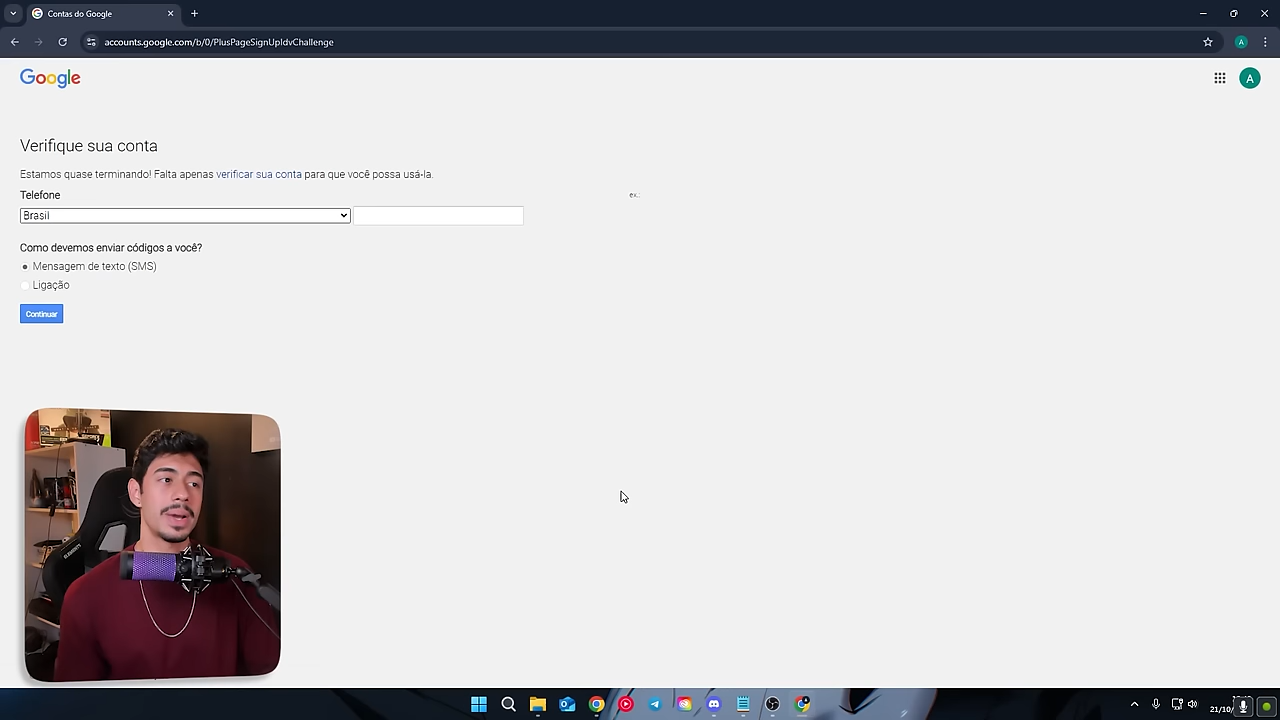 Contas do Google
accounts.google.com/b/0/PlusPageSignUpIdvChallenge
A
Google
A
Verifique sua conta
Estamos quase terminando! Falta apenas verificar sua conta para que você possa usá-la.
Telefone
ex.:
Brasil
Como devemos enviar códigos a você?
Mensagem de texto (SMS)
Ligação
Continuar
21/10/